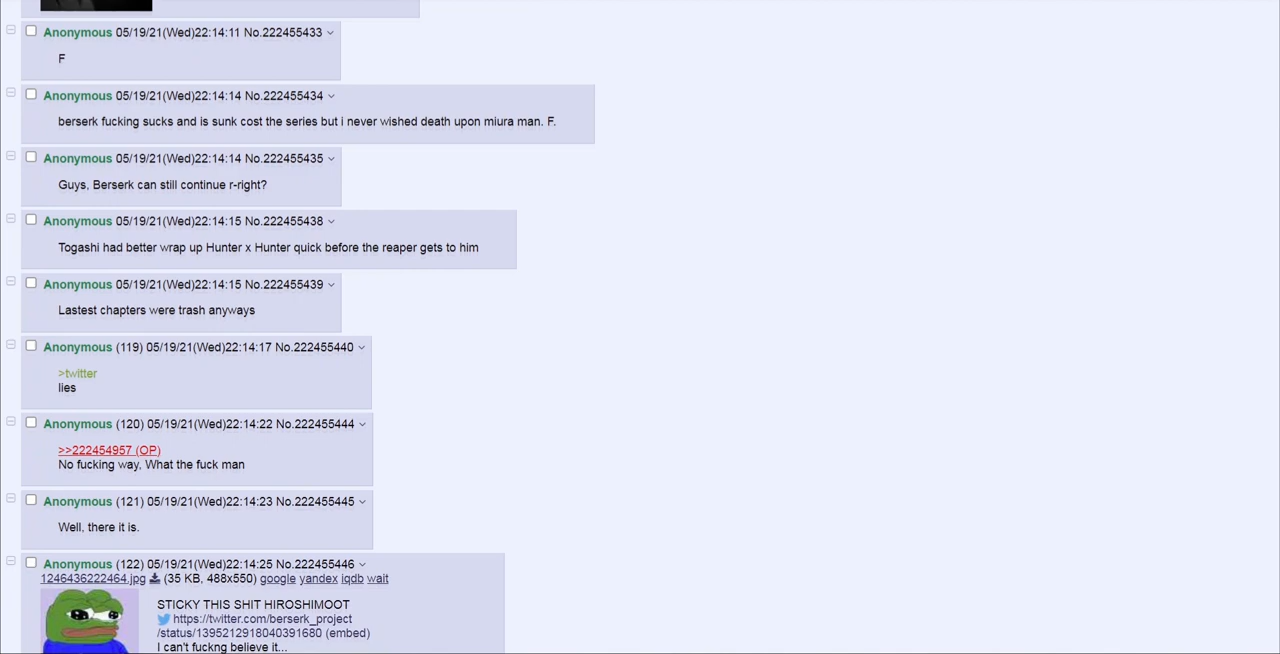 Anonymous 05/19/21(Wed)22:14:11 No.222455433
F
Anonymous 05/19/21(Wed)22:14:14 No.222455434
berserk fucking sucks and is sunk cost the series but i never wished death upon miura man. F.
Anonymous 05/19/21(Wed)22:14:14 No.222455435
Guys, Berserk can still continue r-right?
Anonymous 05/19/21(Wed)22:14:15 No.222455438
Togashi had better wrap up Hunter x Hunter quick before the reaper gets to him
Anonymous 05/19/21(Wed)22:14:15 No.222455439
Lastest chapters were trash anyways
Anonymous (119) 05/19/21(Wed)22:14:17 No.222455440
>twitter
lies
Anonymous (120) 05/19/21(Wed)22:14:22 No.222455444
>>222454957 (OP)
No fucking way, What the fuck man
Anonymous (121) 05/19/21(Wed)22:14:23 No.222455445
Well, there it is.
Anonymous (122) 05/19/21(Wed)22:14:25 No.222455446
1246436222464.jpg (35 KB, 488x550) google yandex iqdb wait
STICKY THIS SHIT HIROSHIMOOT
https://twitter.com/berserk_project
/status/1395212918040391680 (embed)
I can't fuckng believe it...